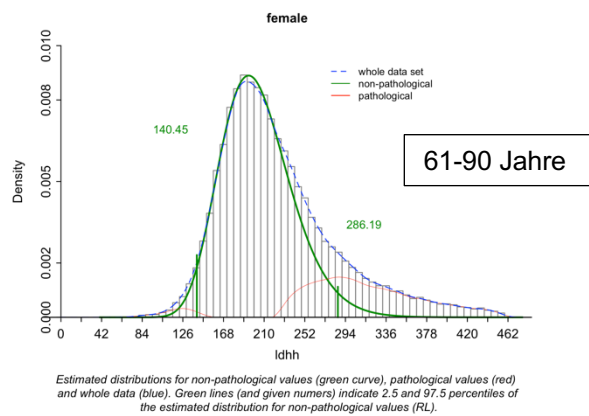 female
0.010
0.008
0.005
0.002
0.000
Density
whole data set
non-pathological
pathological
140.45
61-90 Jahre
286.19
0 42 84 126 168 210 252 294 336 378 420 462
ldhh
Estimated distributions for non-pathological values (green curve), pathological values (red)
and whole data (blue). Green lines (and given numers) indicate 2.5 and 97.5 percentiles of
the estimated distribution for non-pathological values (RL).